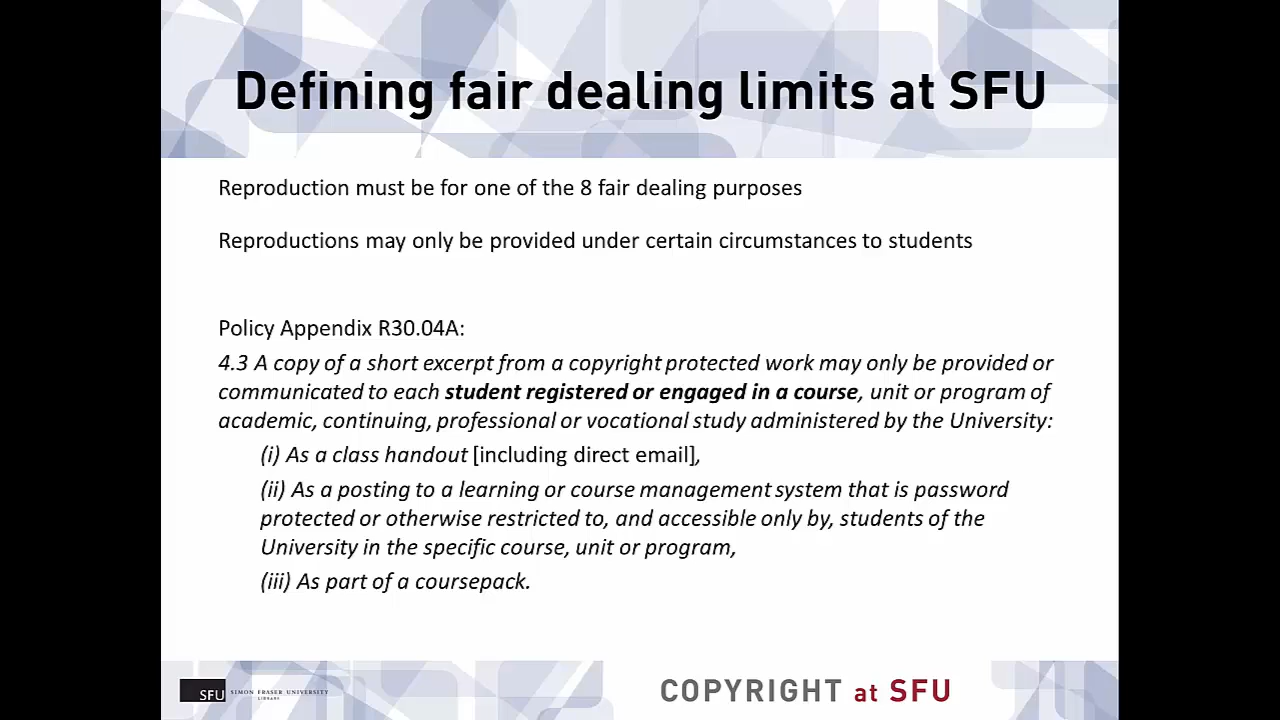 Defining fair dealing limits at SFU
Reproduction must be for one of the 8 fair dealing purposes
Reproductions may only be provided under certain circumstances to students
Policy Appendix R30.04A:
4.3 A copy of a short excerpt from a copyright protected work may only be provided or
communicated to each student registered or engaged in a course, unit or program of
academic, continuing, professional or vocational study administered by the University:
(i) As a class handout [including direct email],
(ii) As a posting to a learning or course management system that is password
protected or otherwise restricted to, and accessible only by, students of the
University in the specific course, unit or program,
(iii) As part of a coursepack.
SFU SIMON FRASER UNIVERSITY
LIBRARY
COPYRIGHT at SFU